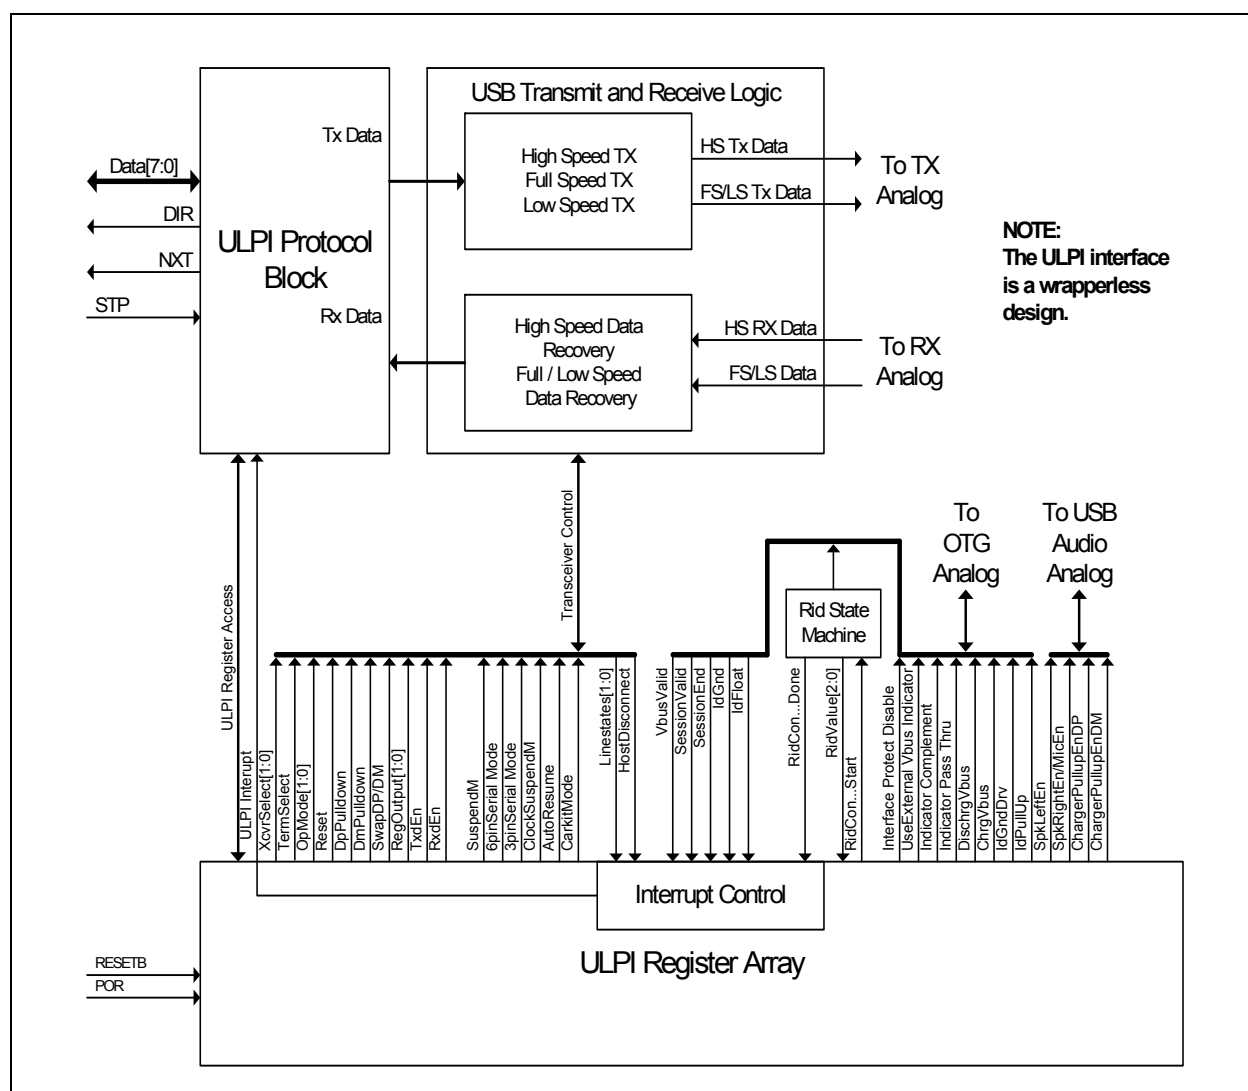 USB Transmit and Receive Logic
Tx Data
High Speed TX
Full Speed TX
Low Speed TX
HS Tx Data
FS/LS Tx Data
To TX
Analog
Data[7:0]
DIR
NXT
STP
ULPI Protocol
Block
Rx Data
High Speed Data
Recovery
Full / Low Speed
Data Recovery
HS RX Data
FS/LS Data
To RX
Analog
NOTE:
The ULPI interface
is a wrapperless
design.
ULPI Register Access
ULPI Interupt
Transceiver Control
To
OTG
Analog
To USB
Audio
Analog
Rid State
Machine
XcvrSelect[1:0]
TermSelect
OpMode[1:0]
Reset
DpPulldown
DmPulldown
SwapDP/DM
RegOutput[1:0]
TxdEn
RxdEn
SuspendM
6pinSerial Mode
3pinSerial Mode
ClockSuspendM
AutoResume
CarkitMode
Linestates[1:0]
HostDisconnect
VbusValid
SessionValid
SessionEnd
IdGnd
IdFloat
RidCon...Done
RidValue[2:0]
RidCon...Start
Interface Protect Disable
UseExternal Vbus Indicator
Indicator Complement
Indicator Pass Thru
DischrgVbus
ChrgVbus
IdGndDrv
IdPullUp
SpkLeftEn
SpkRightEn/MicEn
ChargerPullupEnDP
ChargerPullupEnDM
Interrupt Control
ULPI Register Array
RESETB
POR